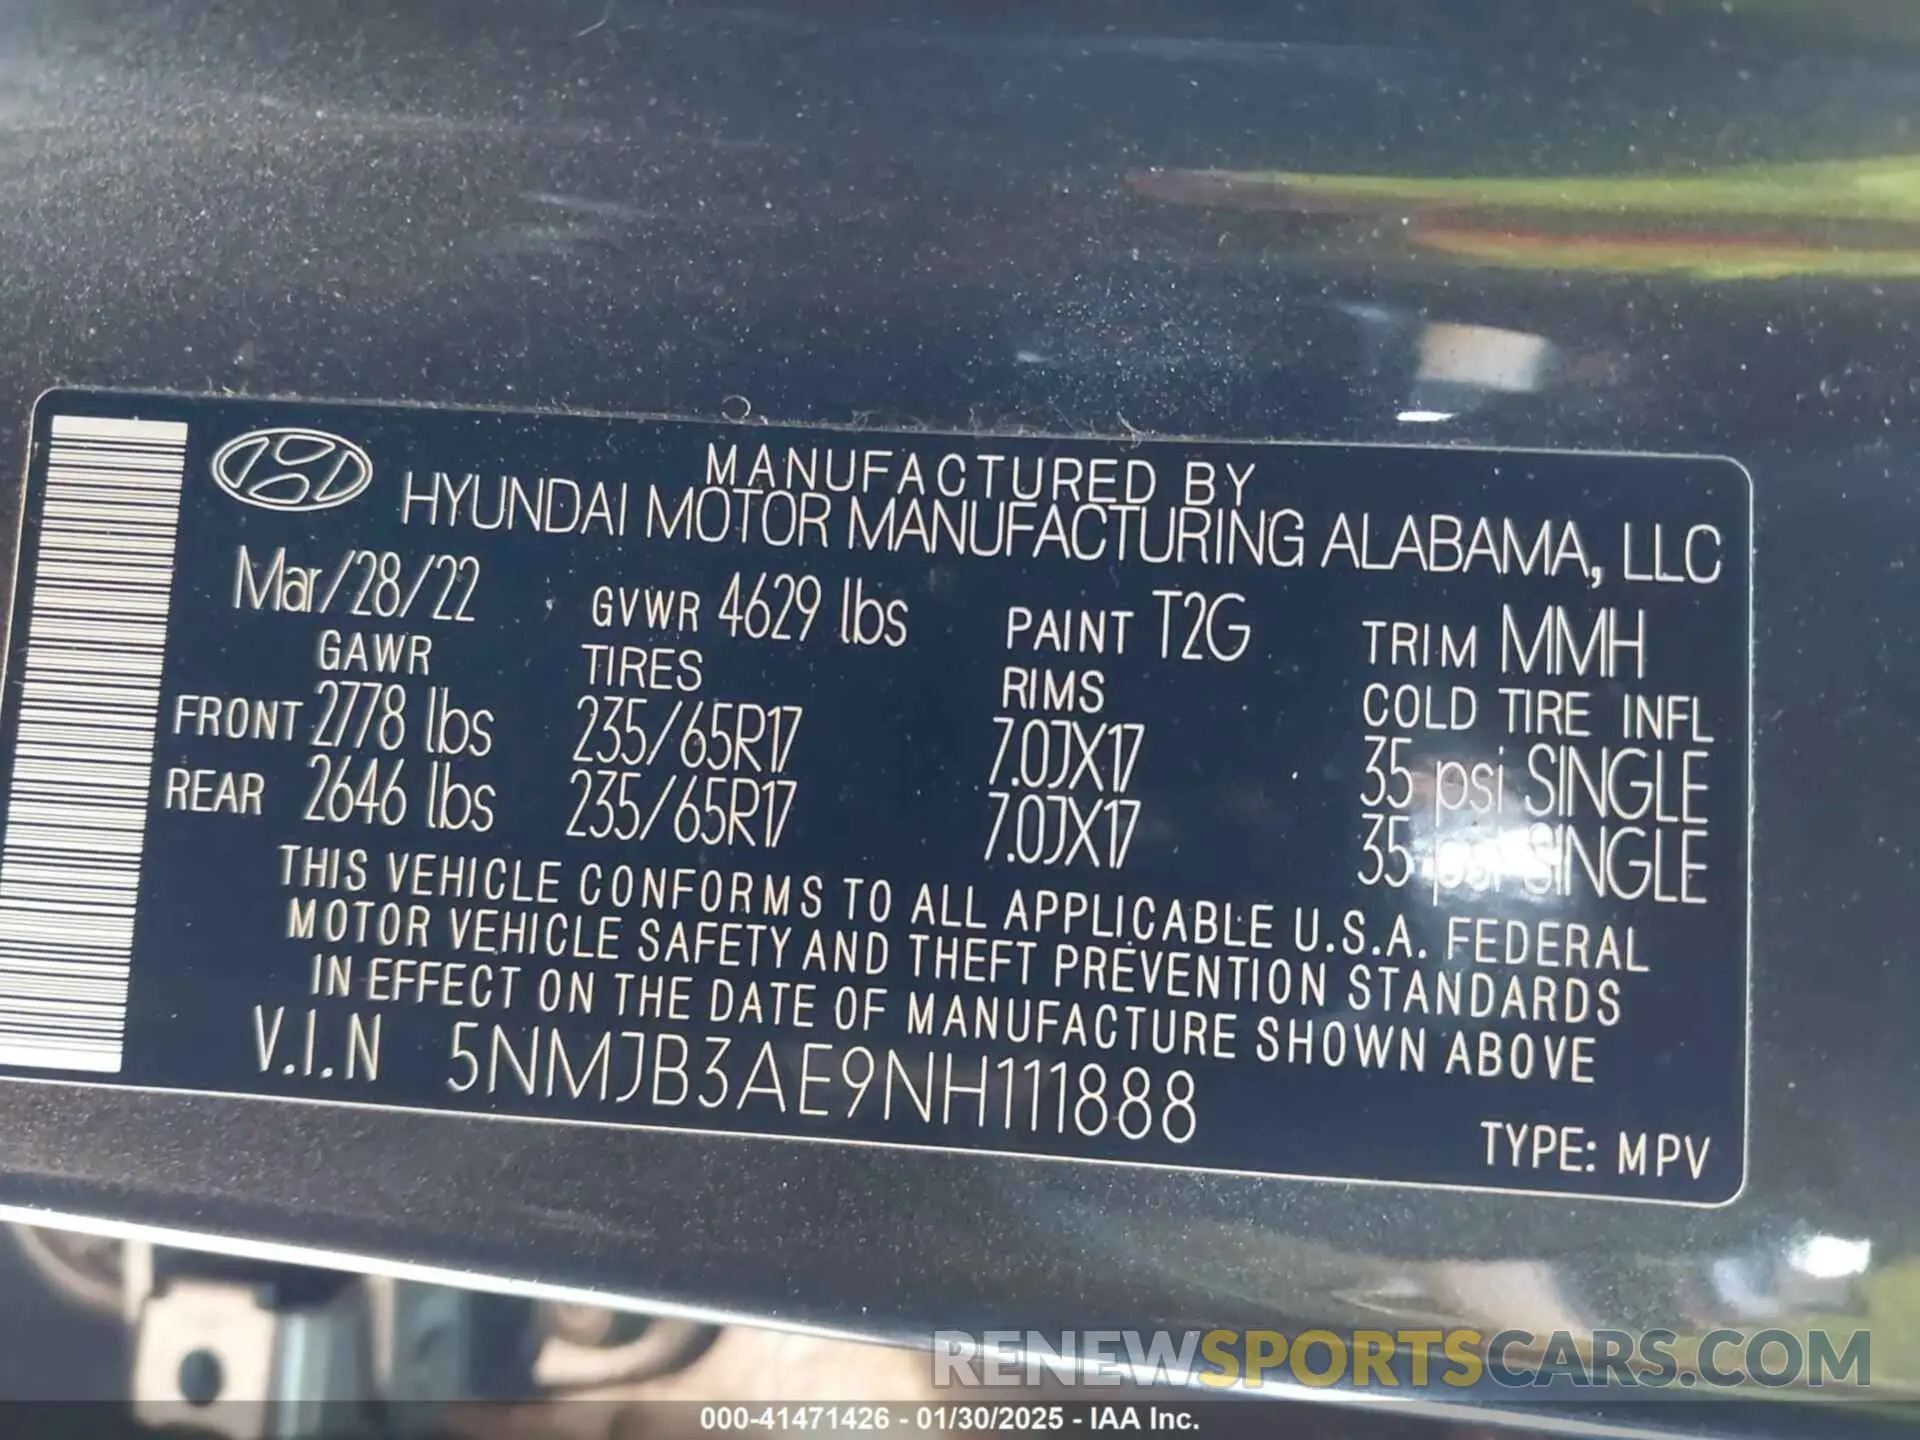 MANUFACTURED BY
HYUNDAI MOTOR MANUFACTURING ALABAMA, LLC
Mar/28/22 GVWR 4629 lbs PAINT T2G TRIM MMH
GAWR TIRES RIMS COLD TIRE INFL
FRONT 2778 lbs 235/65R17 7.0JX17 35 psi SINGLE
REAR 2646 lbs 235/65R17 7.0JX17 35 psi SINGLE
THIS VEHICLE CONFORMS TO ALL APPLICABLE U.S.A. FEDERAL
MOTOR VEHICLE SAFETY AND THEFT PREVENTION STANDARDS
IN EFFECT ON THE DATE OF MANUFACTURE SHOWN ABOVE
V.I.N 5NMJB3AE9NH111888
TYPE: MPV
RENEWSPORTSCARS.COM
000-41471426 - 01/30/2025 - IAA Inc.